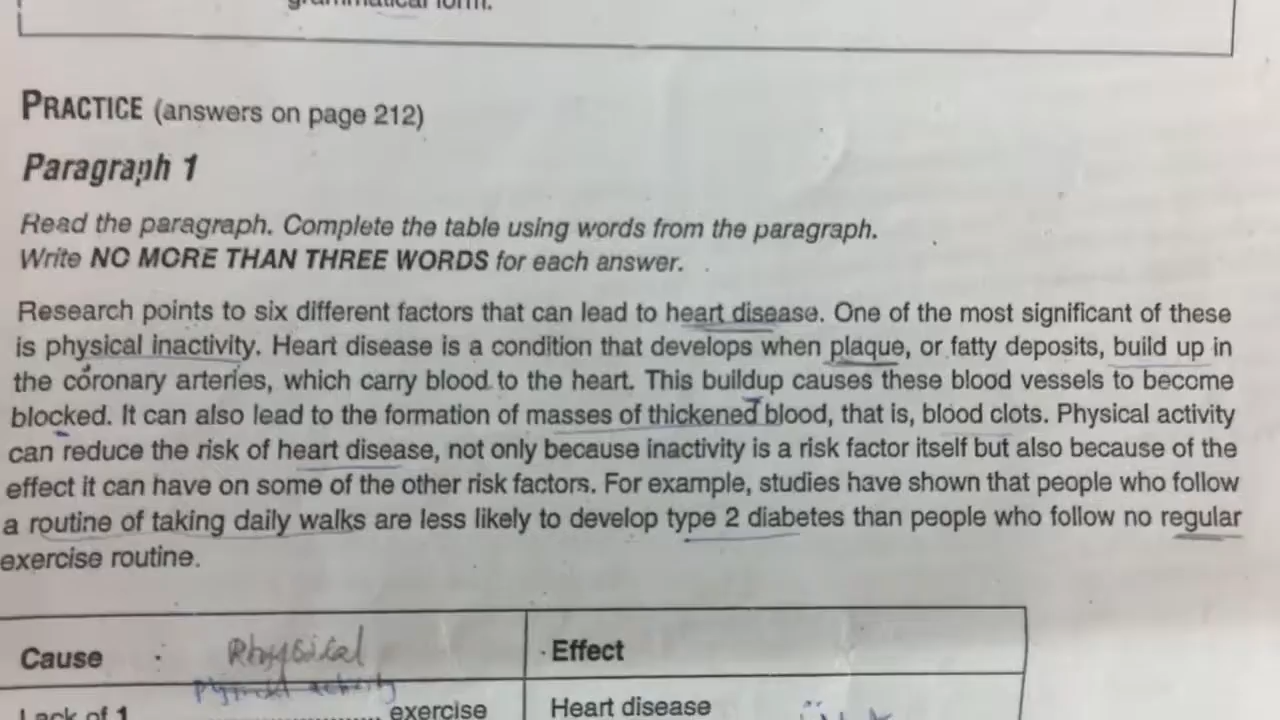 grammatical form.
PRACTICE (answers on page 212)
Paragraph 1
Read the paragraph. Complete the table using words from the paragraph.
Write NO MORE THAN THREE WORDS for each answer.
Research points to six different factors that can lead to heart disease. One of the most significant of these
is physical inactivity. Heart disease is a condition that develops when plaque, or fatty deposits, build up in
the coronary arteries, which carry blood to the heart. This buildup causes these blood vessels to become
blocked. It can also lead to the formation of masses of thickened blood, that is, blood clots. Physical activity
can reduce the risk of heart disease, not only because inactivity is a risk factor itself but also because of the
effect it can have on some of the other risk factors. For example, studies have shown that people who follow
a routine of taking daily walks are less likely to develop type 2 diabetes than people who follow no regular
exercise routine.
Cause Physical Effect
Lack of 1 .................... exercise Heart disease